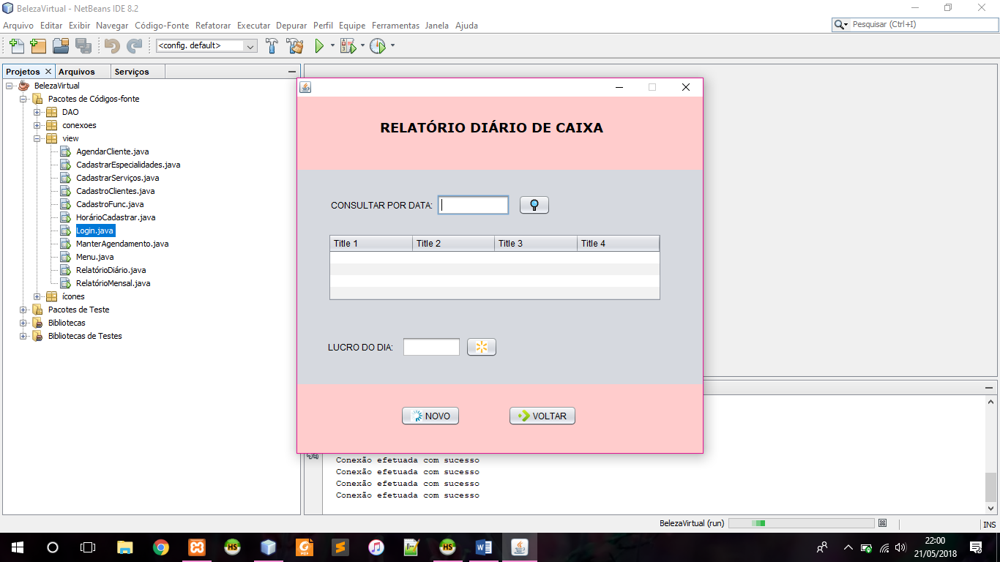 BelezaVirtual - NetBeans IDE 8.2
Arquivo Editar Exibir Navegar Código-Fonte Refatorar Executar Depurar Perfil Equipe Ferramentas Janela Ajuda
Pesquisar (Ctrl+I)
<config. default>
Projetos Arquivos Serviços
BelezaVirtual
Pacotes de Códigos-fonte
DAO
conexoes
view
AgendarCliente.java
CadastrarEspecialidades.java
CadastrarServiços.java
CadastroClientes.java
CadastroFunc.java
HorárioCadastrar.java
Login.java
ManterAgendamento.java
Menu.java
RelatórioDiário.java
RelatórioMensal.java
ícones
Pacotes de Teste
Bibliotecas
Bibliotecas de Testes
RELATÓRIO DIÁRIO DE CAIXA
CONSULTAR POR DATA:
Title 1 Title 2 Title 3 Title 4
LUCRO DO DIA:
NOVO VOLTAR
Conexão efetuada com sucesso
Conexão efetuada com sucesso
Conexão efetuada com sucesso
Conexão efetuada com sucesso
BelezaVirtual (run)
INS
HS
HS
22:00
21/05/2018